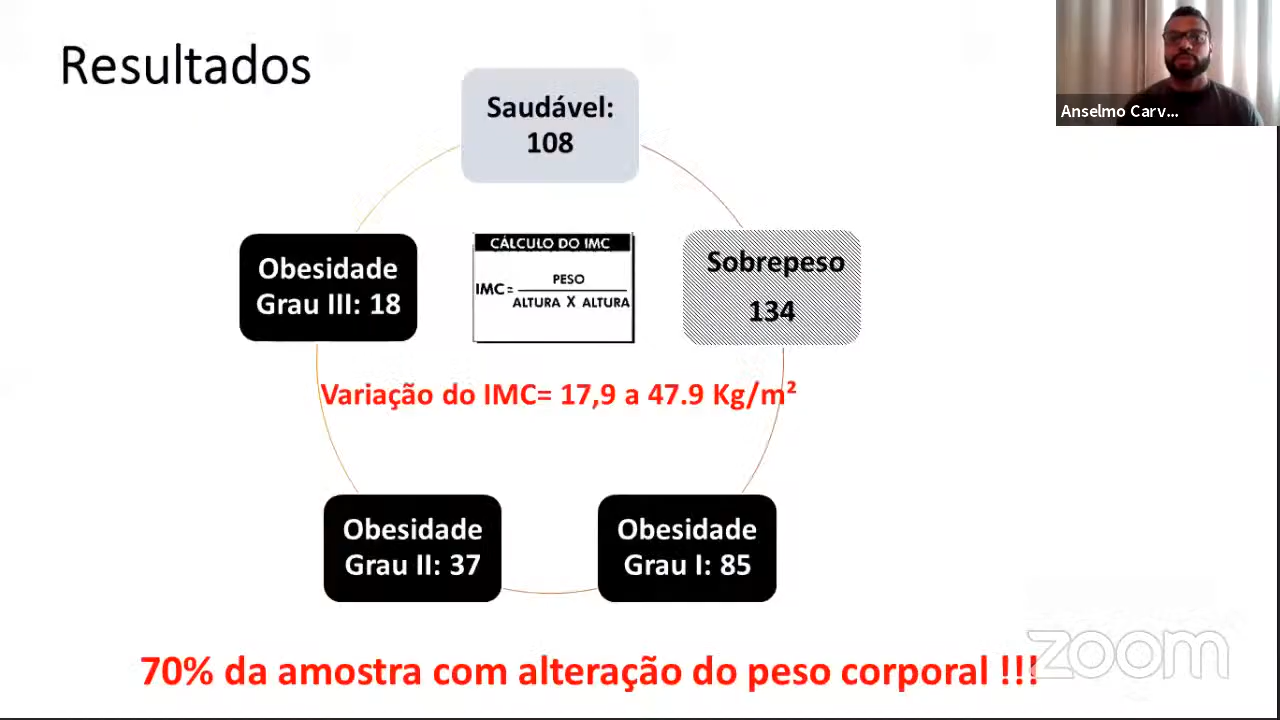 Resultados
Anselmo Carv...
Saudável:
108
Obesidade
Grau III: 18
CÁLCULO DO IMC
IMC= PESO
ALTURA X ALTURA
Sobrepeso
134
Variação do IMC= 17,9 a 47.9 Kg/m²
Obesidade
Grau II: 37
Obesidade
Grau I: 85
70% da amostra com alteração do peso corporal !!!
zoom